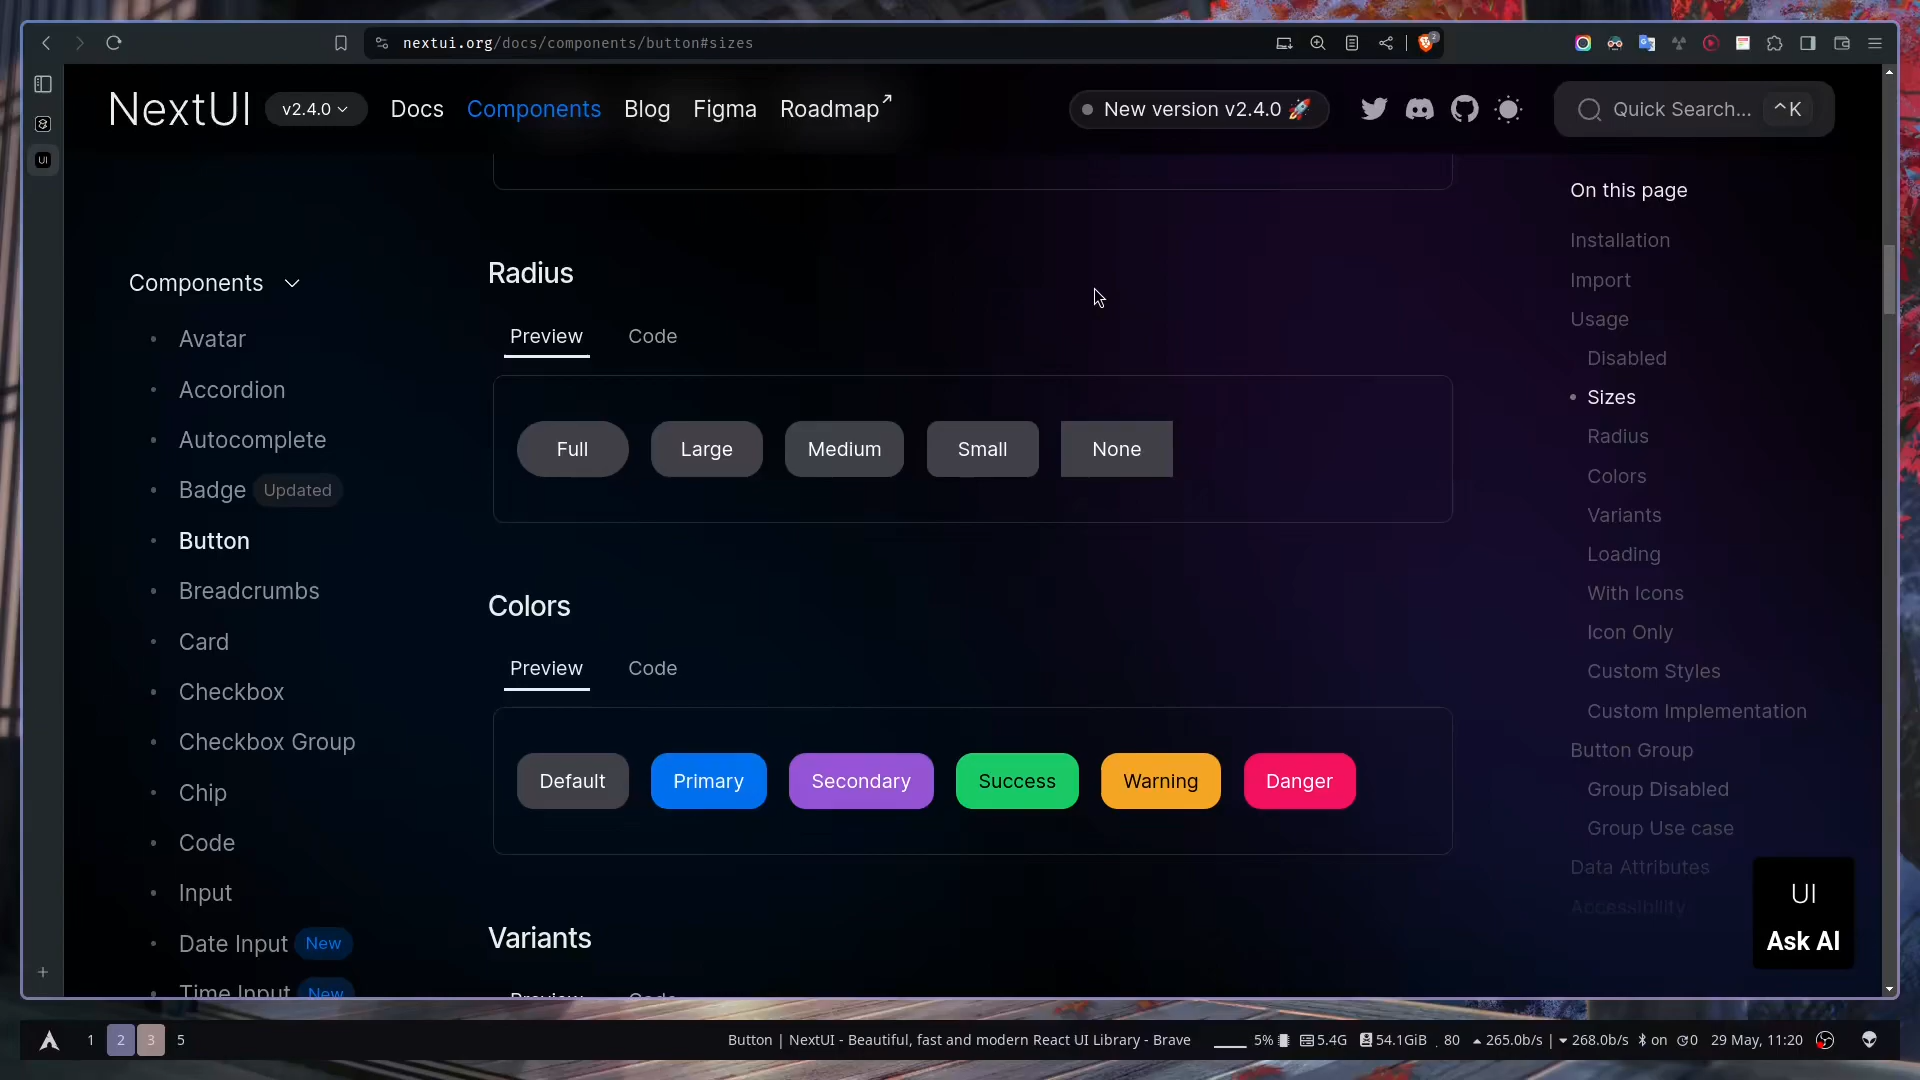 nextui.org/docs/components/button#sizes
2
NextUI
v2.4.0
Docs
Components
Blog
Figma
Roadmap
New version v2.4.0 🚀
Quick Search...
^K
UI
Components
Avatar
Accordion
Autocomplete
Badge Updated
Button
Breadcrumbs
Card
Checkbox
Checkbox Group
Chip
Code
Input
Date Input New
Time Input New
Radius
Preview Code
Full Large Medium Small None
Colors
Preview Code
Default Primary Secondary Success Warning Danger
Variants
Preview Code
On this page
Installation
Import
Usage
Disabled
Sizes
Radius
Colors
Variants
Loading
With Icons
Icon Only
Custom Styles
Custom Implementation
Button Group
Group Disabled
Group Use case
Data Attributes
Accessibility
UI
Ask AI
1 2 3 5
Button | NextUI - Beautiful, fast and modern React UI Library - Brave
5% 5.4G 54.1GiB 80 265.0b/s | 268.0b/s on 0 29 May, 11:20